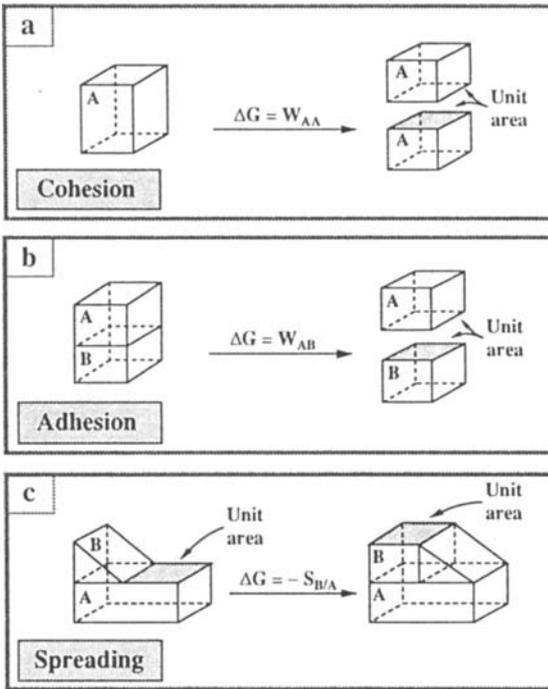 a
A
ΔG = W_AA
A
A
Unit
area
Cohesion
b
A
B
ΔG = W_AB
A
B
Unit
area
Adhesion
c
B
A
Unit
area
ΔG = − S_B/A
Unit
area
B
A
Spreading